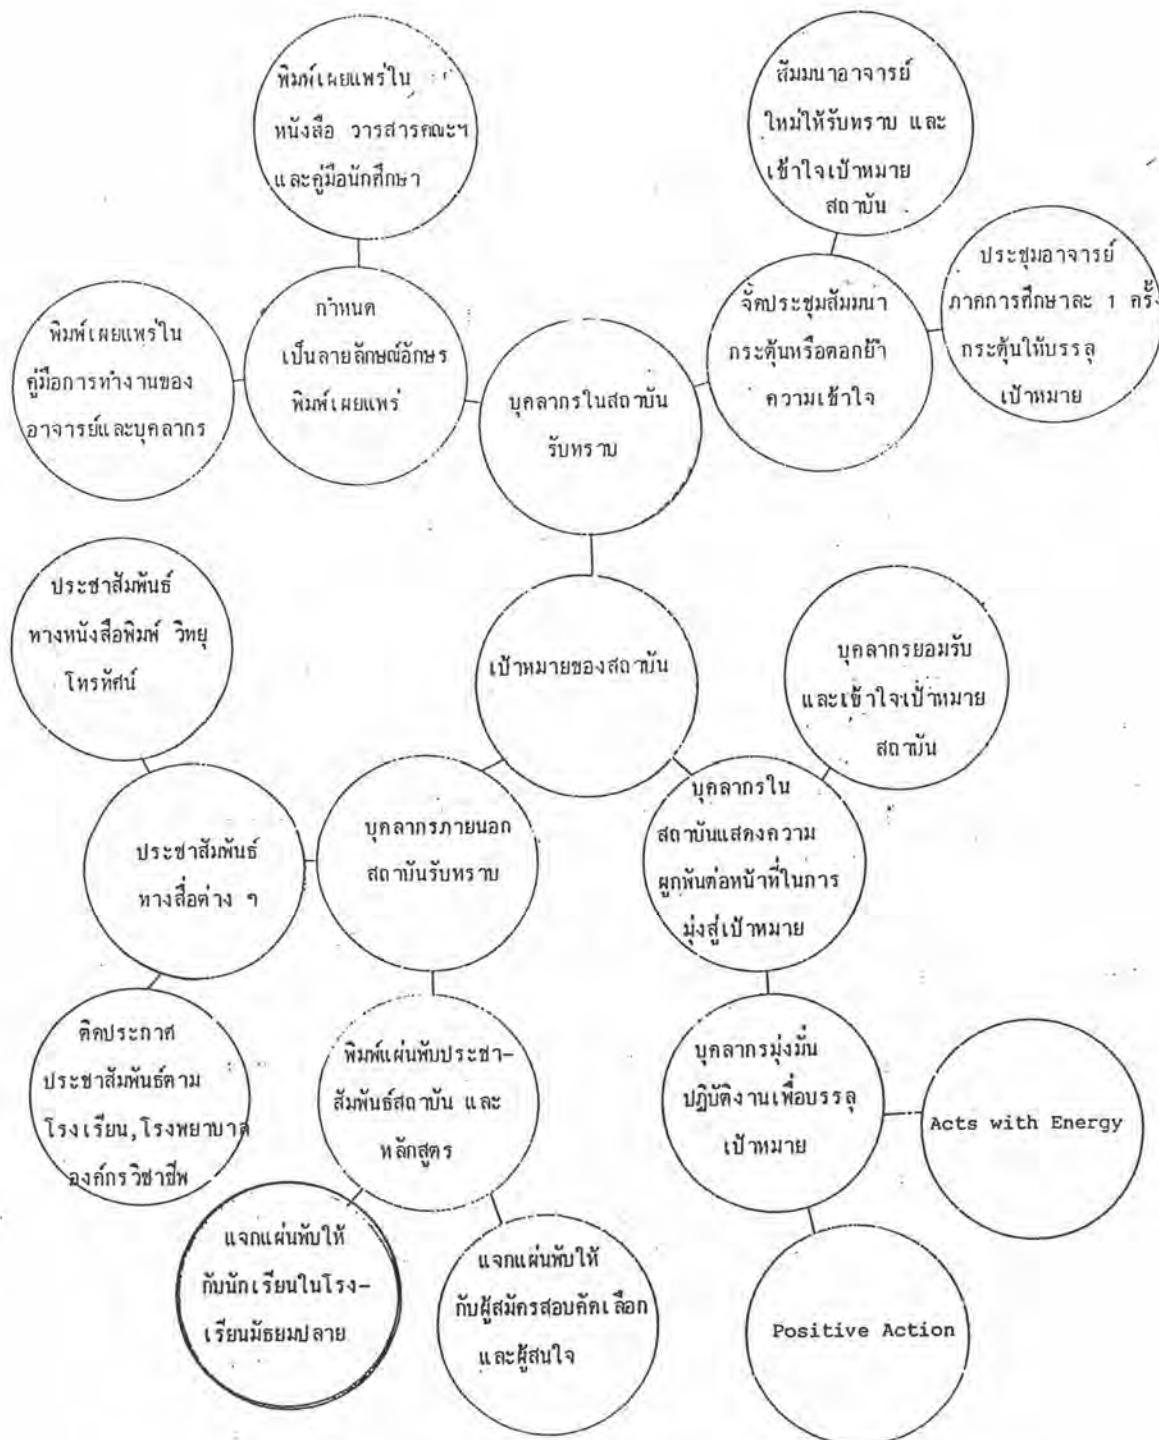 พิมพ์เผยแพร่ใน
หนังสือ วารสารคณะฯ
และคู่มือนักศึกษา
สัมมนาอาจารย์
ใหม่ให้รับทราบ และ
เข้าใจเป้าหมาย
สถาบัน
พิมพ์เผยแพร่ใน
คู่มือการทำงานของ
อาจารย์และบุคลากร
กำหนด
เป็นลายลักษณ์อักษร
พิมพ์เผยแพร่
บุคลากรในสถาบัน
รับทราบ
จัดประชุมสัมมนา
กระตุ้นหรือตอกย้ำ
ความเข้าใจ
ประชุมอาจารย์
ภาคการศึกษาละ 1 ครั้ง
กระตุ้นให้บรรลุ
เป้าหมาย
ประชาสัมพันธ์
ทางหนังสือพิมพ์ วิทยุ
โทรทัศน์
เป้าหมายของสถาบัน
บุคลากรยอมรับ
และเข้าใจเป้าหมาย
สถาบัน
ประชาสัมพันธ์
ทางสื่อต่าง ๆ
บุคลากรภายนอก
สถาบันรับทราบ
บุคลากรใน
สถาบันแสดงความ
ผูกพันต่อหน้าที่ในการ
มุ่งสู่เป้าหมาย
ติดประกาศ
ประชาสัมพันธ์ตาม
โรงเรียน,โรงพยาบาล
องค์กรวิชาชีพ
พิมพ์แผ่นพับประชา-
สัมพันธ์สถาบัน และ
หลักสูตร
บุคลากรมุ่งมั่น
ปฏิบัติงานเพื่อบรรลุ
เป้าหมาย
Acts with Energy
แจกแผ่นพับให้
กับนักเรียนในโรง-
เรียนมัธยมปลาย
แจกแผ่นพับให้
กับผู้สมัครสอบคัดเลือก
และผู้สนใจ
Positive Action